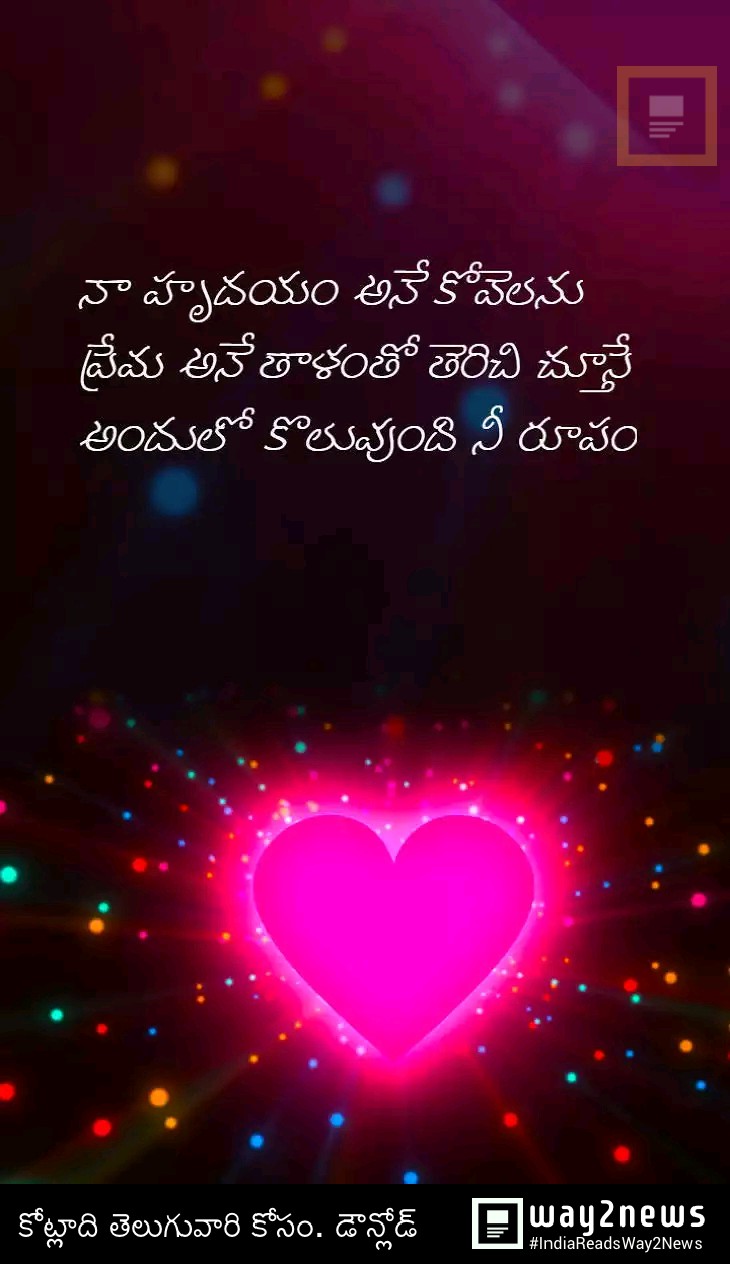 నా హృదయం అనే కోవెలను
ప్రేమ అనే తాళంతో తెరిచి చూస్తే
అందులో కొలువుంది నీ రూపం
కోట్లాది తెలుగువారి కోసం. డౌన్లోడ్
way2news
#IndiaReadsWay2News